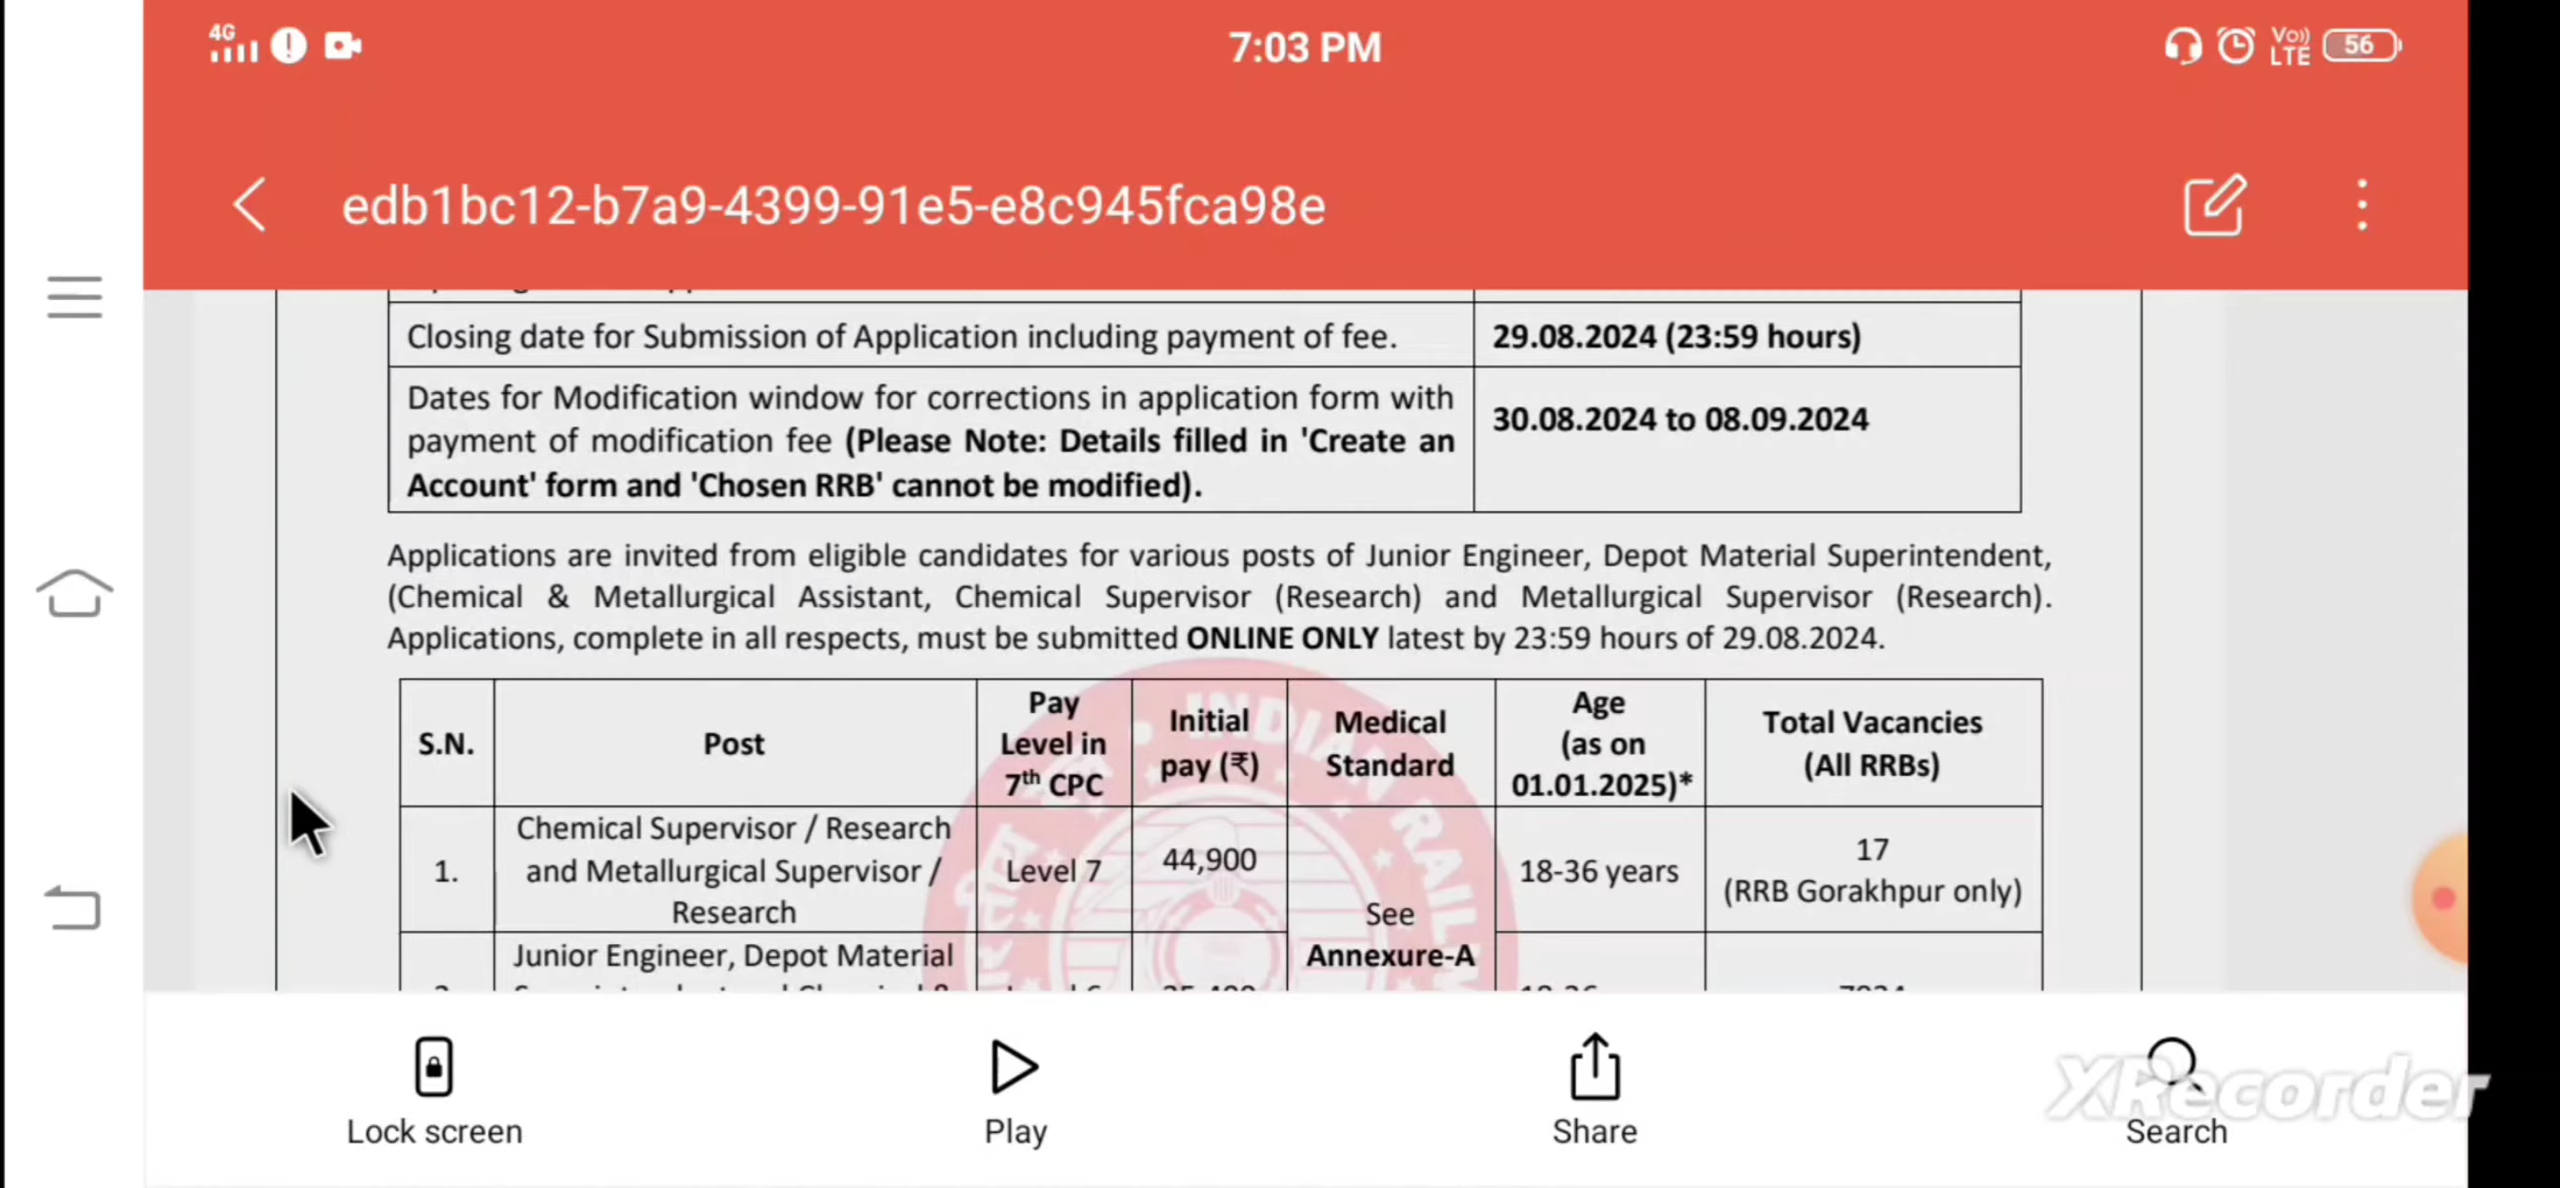 4G
7:03 PM
Vo)) LTE
56
edb1bc12-b7a9-4399-91e5-e8c945fca98e
Closing date for Submission of Application including payment of fee.
29.08.2024 (23:59 hours)
Dates for Modification window for corrections in application form with
payment of modification fee (Please Note: Details filled in 'Create an
Account' form and 'Chosen RRB' cannot be modified).
30.08.2024 to 08.09.2024
Applications are invited from eligible candidates for various posts of Junior Engineer, Depot Material Superintendent,
(Chemical & Metallurgical Assistant, Chemical Supervisor (Research) and Metallurgical Supervisor (Research).
Applications, complete in all respects, must be submitted ONLINE ONLY latest by 23:59 hours of 29.08.2024.
S.N.
Post
Pay
Level in
7th CPC
Initial
pay (₹)
Medical
Standard
Age
(as on
01.01.2025)*
Total Vacancies
(All RRBs)
1.
Chemical Supervisor / Research
and Metallurgical Supervisor /
Research
Level 7
44,900
See
Annexure-A
18-36 years
17
(RRB Gorakhpur only)
Junior Engineer, Depot Material
INDIAN RAILW
Lock screen
Play
Share
Search
XRecorder